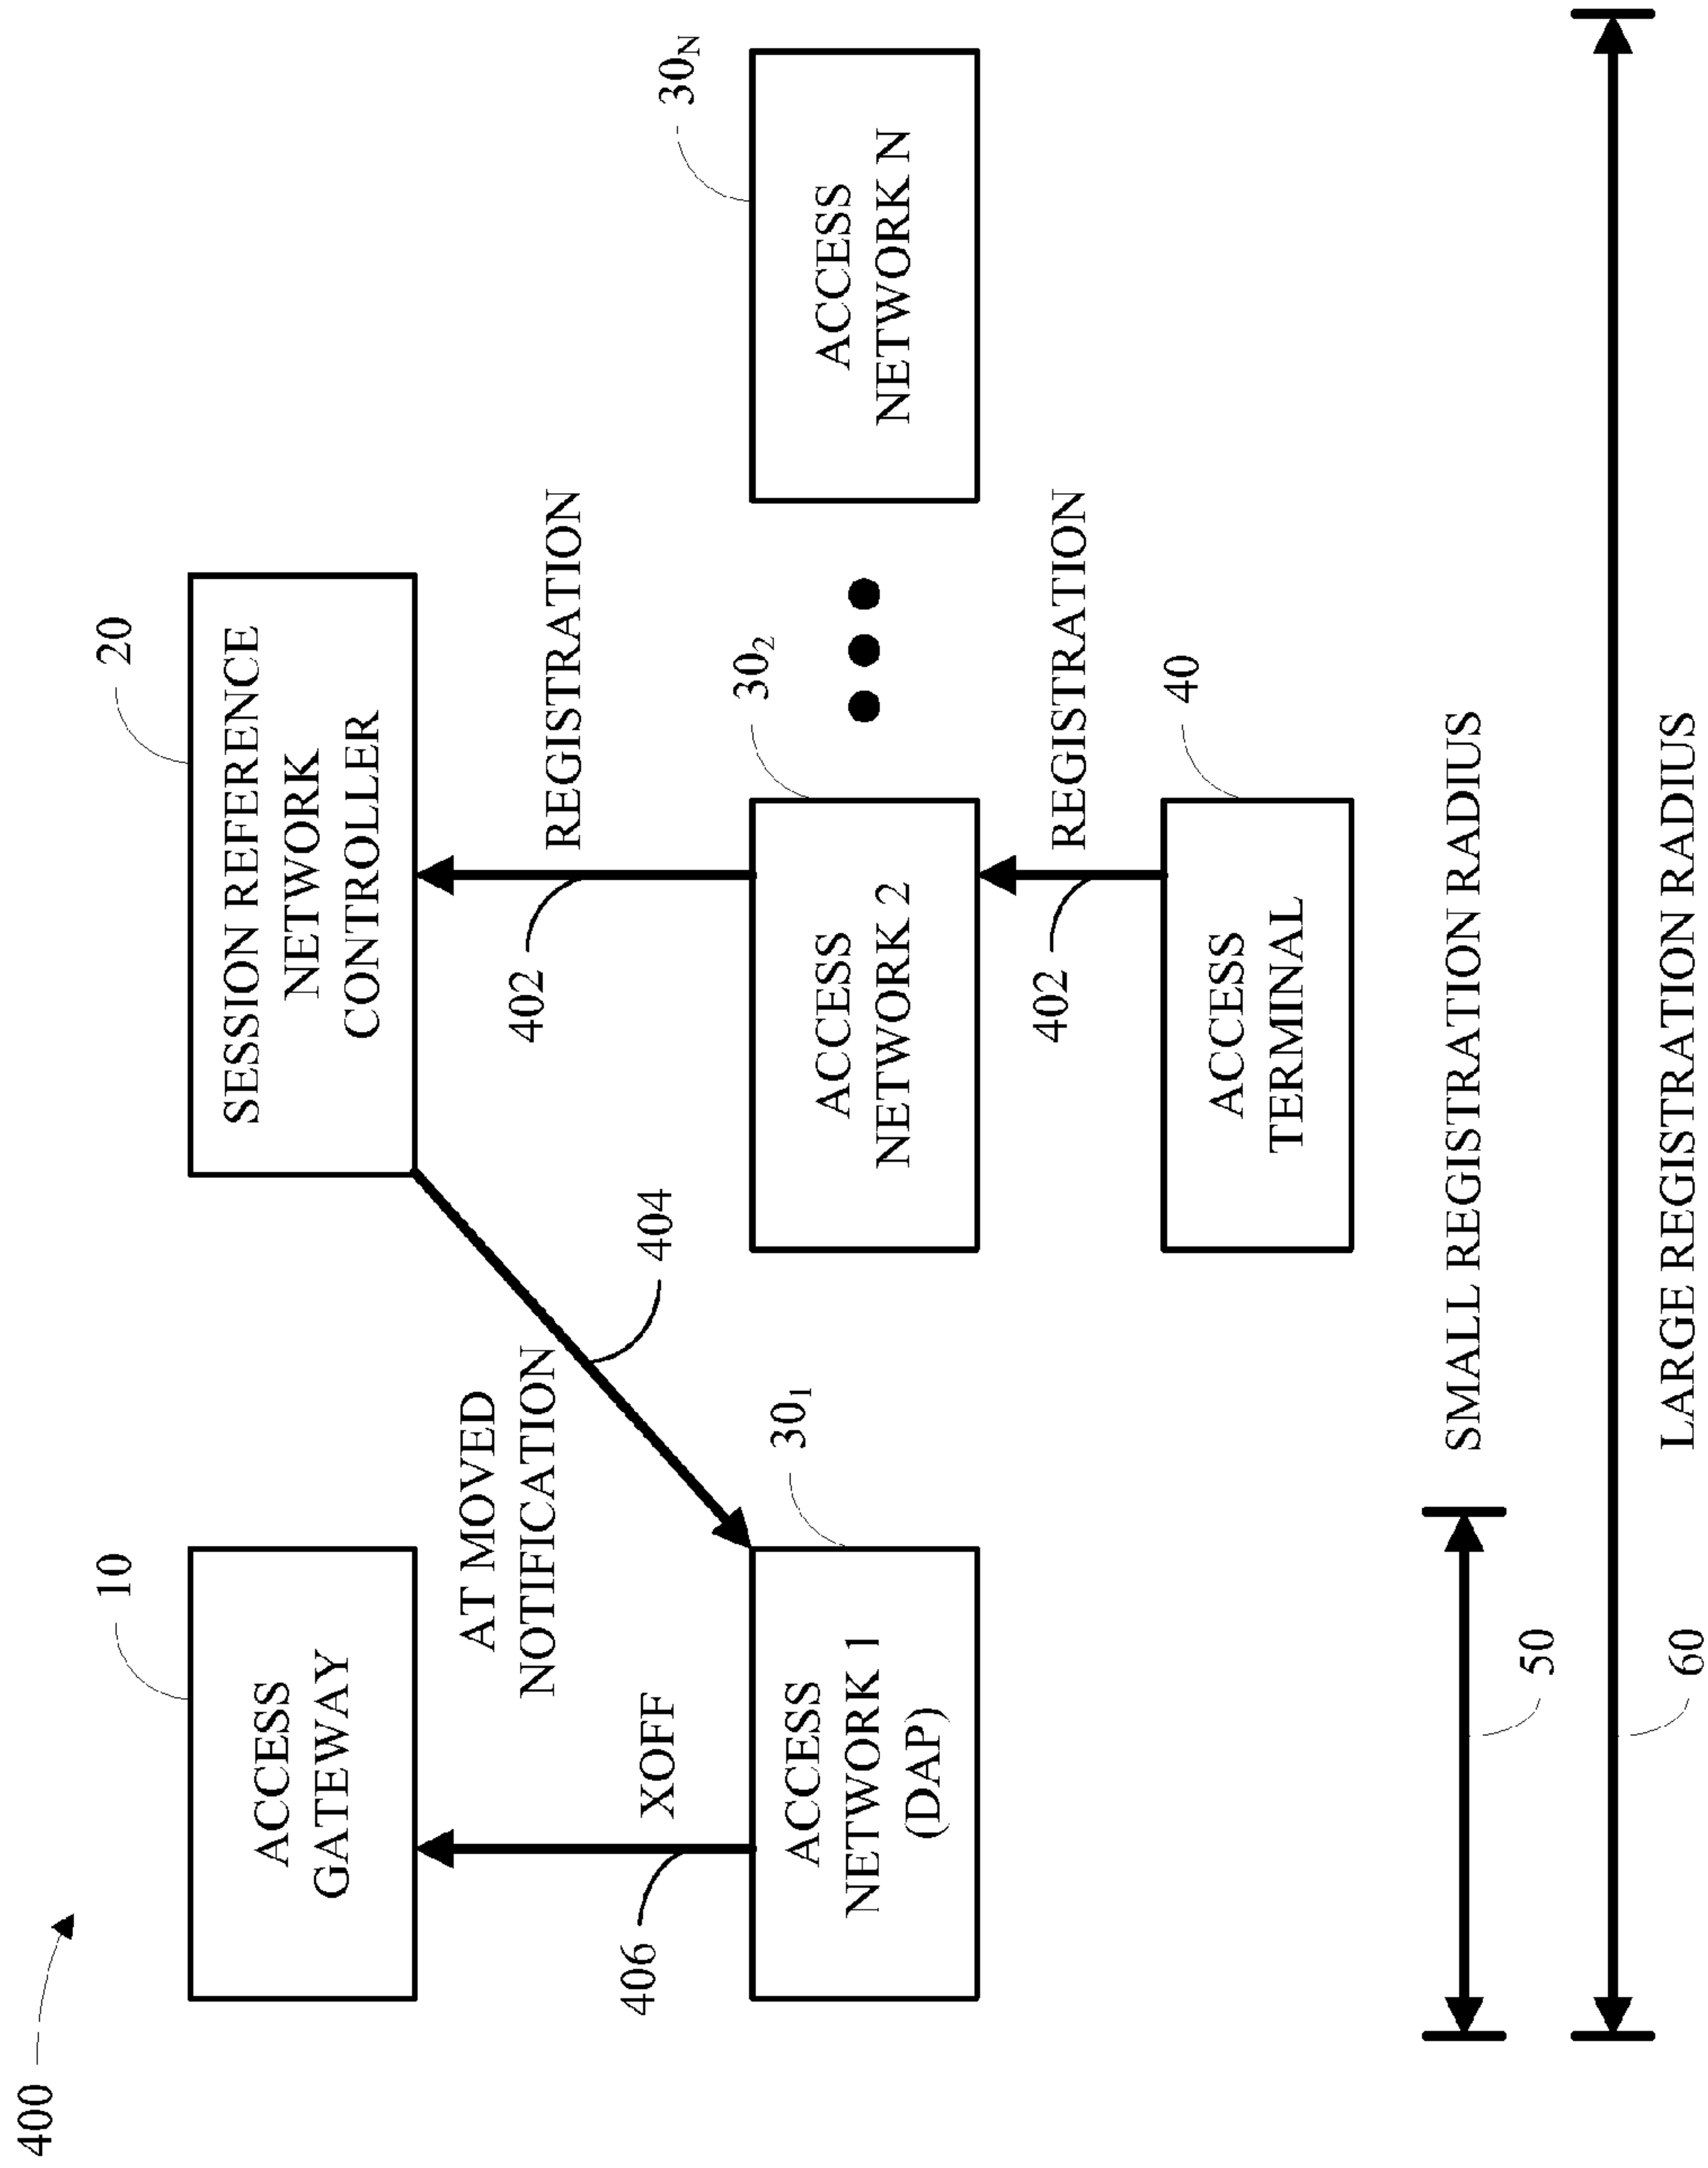 400
10
ACCESS
GATEWAY
20
SESSION REFERENCE
NETWORK
CONTROLLER
AT MOVED
NOTIFICATION
404
406
XOFF
402
REGISTRATION
30₁
ACCESS
NETWORK 1
(DAP)
30₂
ACCESS
NETWORK 2
30N
ACCESS
NETWORK N
402
REGISTRATION
40
ACCESS
TERMINAL
50
SMALL REGISTRATION RADIUS
60
LARGE REGISTRATION RADIUS